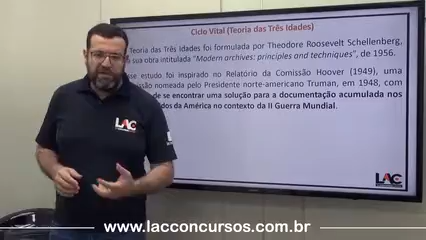 Ciclo Vital (Teoria das Três Idades)
Teoria das Três Idades foi formulada por Theodore Roosevelt Schellenberg,
sua obra intitulada "Modern archives: principles and techniques", de 1956.
estudo foi inspirado no Relatório da Comissão Hoover (1949), uma
nomeada pelo Presidente norte-americano Truman, em 1948, com
de se encontrar uma solução para a documentação acumulada nos
da América no contexto da II Guerra Mundial.
LAC
LAC
www.lacconcursos.com.br